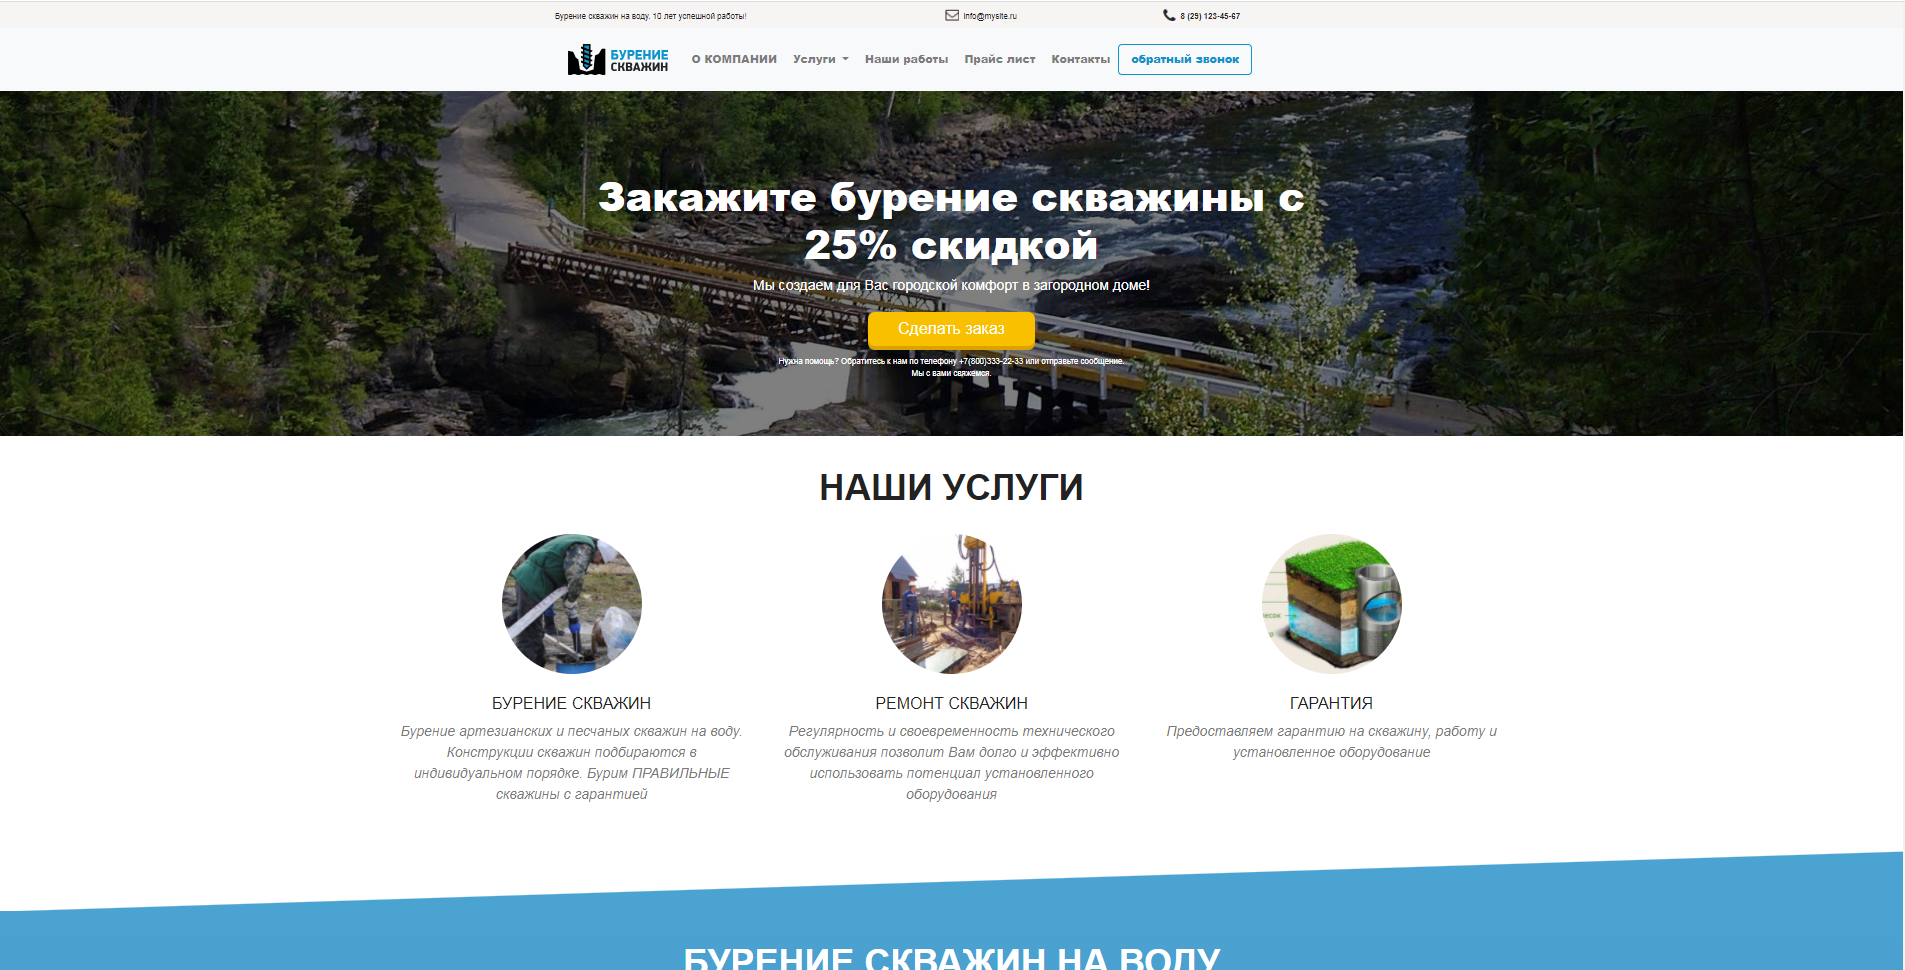 Бурение скважин на воду. 10 лет успешной работы!
info@mysite.ru
8 (29) 123-45-67
БУРЕНИЕ
СКВАЖИН
О КОМПАНИИ
Услуги
Наши работы
Прайс лист
Контакты
обратный звонок
Закажите бурение скважины с
25% скидкой
Мы создаем для Вас городской комфорт в загородном доме!
Сделать заказ
Нужна помощь? Обратитесь к нам по телефону +7(800)333-22-33 или отправьте сообщение.
Мы с вами свяжемся.
НАШИ УСЛУГИ
БУРЕНИЕ СКВАЖИН
Бурение артезианских и песчаных скважин на воду.
Конструкции скважин подбираются в
индивидуальном порядке. Бурим ПРАВИЛЬНЫЕ
скважины с гарантией
РЕМОНТ СКВАЖИН
Регулярность и своевременность технического
обслуживания позволит Вам долго и эффективно
использовать потенциал установленного
оборудования
ГАРАНТИЯ
Предоставляем гарантию на скважину, работу и
установленное оборудование
БУРЕНИЕ СКВАЖИН НА ВОДУ